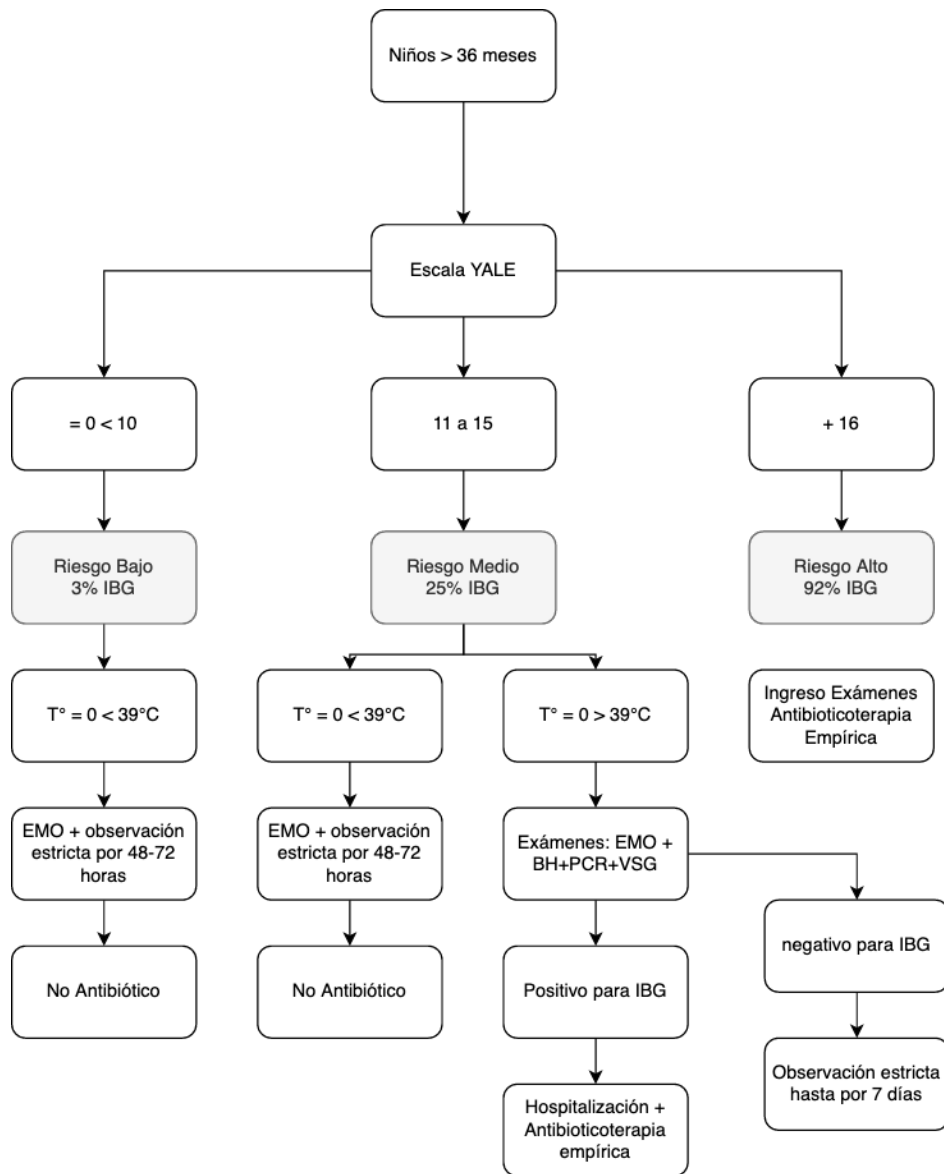 Niños > 36 meses
Escala YALE
= 0 < 10
11 a 15
+ 16
Riesgo Bajo
3% IBG
Riesgo Medio
25% IBG
Riesgo Alto
92% IBG
T° = 0 < 39°C
T° = 0 < 39°C
T° = 0 > 39°C
Ingreso Exámenes
Antibioticoterapia
Empírica
EMO + observación
estricta por 48-72
horas
EMO + observación
estricta por 48-72
horas
Exámenes: EMO +
BH+PCR+VSG
No Antibiótico
No Antibiótico
Positivo para IBG
negativo para IBG
Hospitalización +
Antibioticoterapia
empírica
Observación estricta
hasta por 7 días